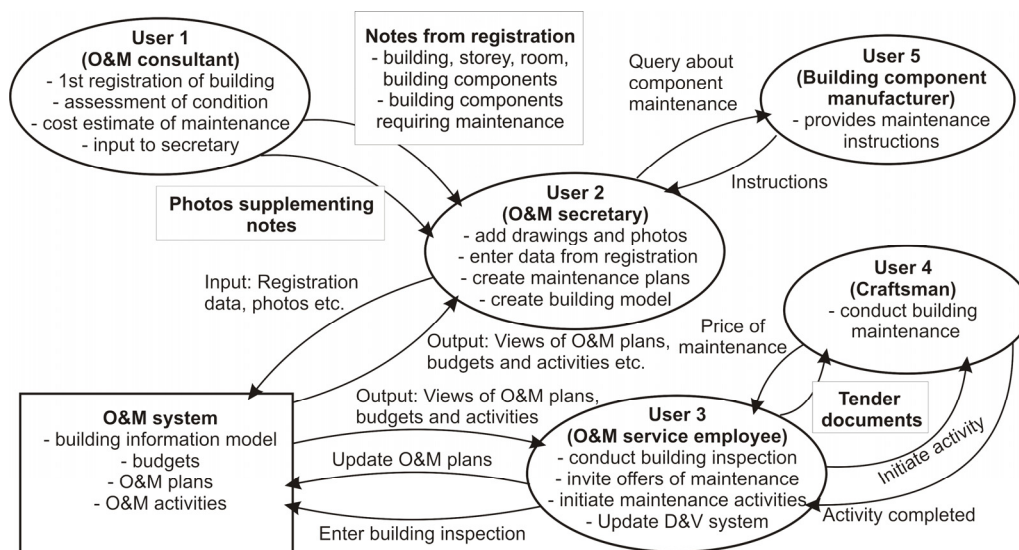 User 1
(O&M consultant)
- 1st registration of building
- assessment of condition
- cost estimate of maintenance
- input to secretary
Notes from registration
- building, storey, room,
building components
- building components
requiring maintenance
Query about
component
maintenance
User 5
(Building component
manufacturer)
- provides maintenance
instructions
Instructions
Photos supplementing
notes
User 2
(O&M secretary)
- add drawings and photos
- enter data from registration
- create maintenance plans
- create building model
Input: Registration
data, photos etc.
Output: Views of O&M plans,
budgets and activities etc.
User 4
(Craftsman)
- conduct building
maintenance
Price of
maintenance
Tender
documents
O&M system
- building information model
- budgets
- O&M plans
- O&M activities
Output: Views of O&M plans,
budgets and activities
Update O&M plans
Enter building inspection
User 3
(O&M service employee)
- conduct building inspection
- invite offers of maintenance
- initiate maintenance activities
- Update D&V system
Initiate activity
Activity completed